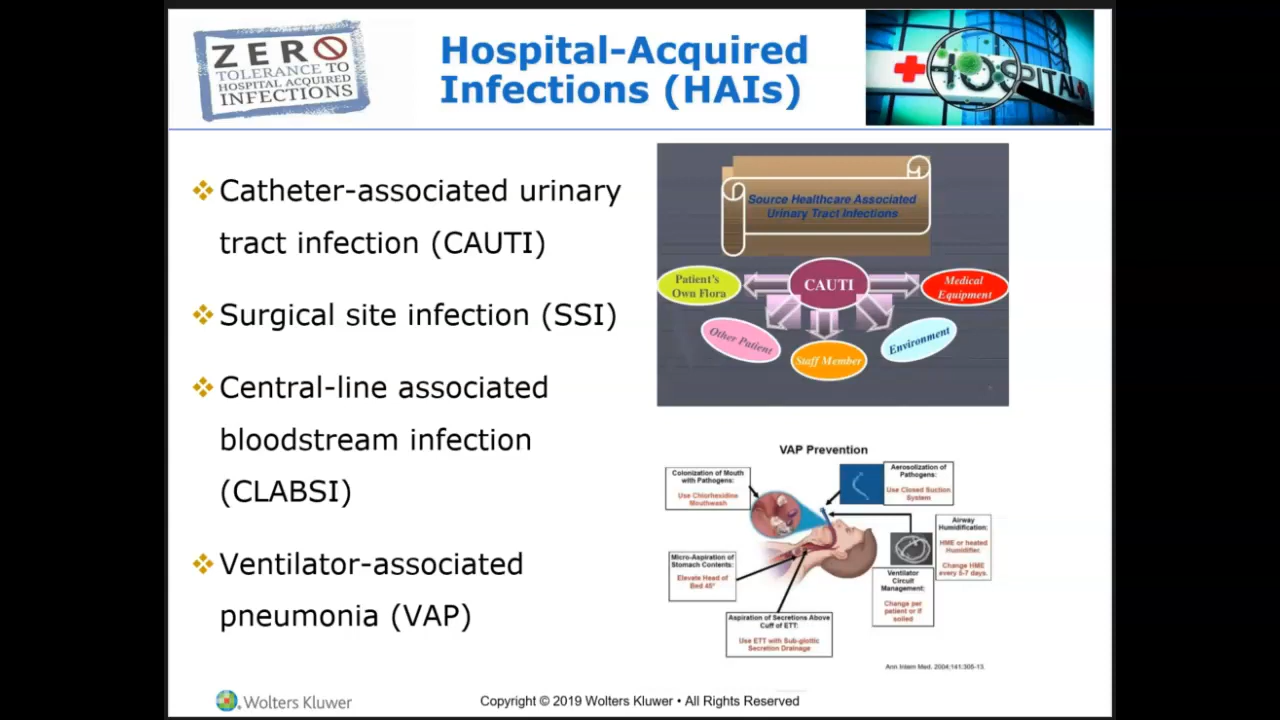 ZERO
TOLERANCE TO
HOSPITAL ACQUIRED
INFECTIONS
Hospital-Acquired
Infections (HAIs)
HOSPITAL
Catheter-associated urinary
tract infection (CAUTI)
Surgical site infection (SSI)
Central-line associated
bloodstream infection
(CLABSI)
Ventilator-associated
pneumonia (VAP)
Source Healthcare Associated
Urinary Tract Infections
CAUTI
Patient's
Own Flora
Medical
Equipment
Other Patient
Environment
Staff Member
VAP Prevention
Colonization of Mouth
with Pathogens:
Use Chlorhexidine
Mouthwash
Aerosolization of
Pathogens:
Use Closed Suction
System
Airway
Humidification:
HME or heated
Humidifier.
Change HME
every 5-7 days.
Micro-Aspiration of
Stomach Contents:
Elevate Head of
Bed 45°
Ventilator
Circuit
Management:
Change per
patient or if
soiled
Aspiration of Secretions Above
Cuff of ETT:
Use ETT with Sub-glottic
Secretion Drainage
Ann Intern Med. 2004;141:305-13.
Wolters Kluwer
Copyright © 2019 Wolters Kluwer • All Rights Reserved